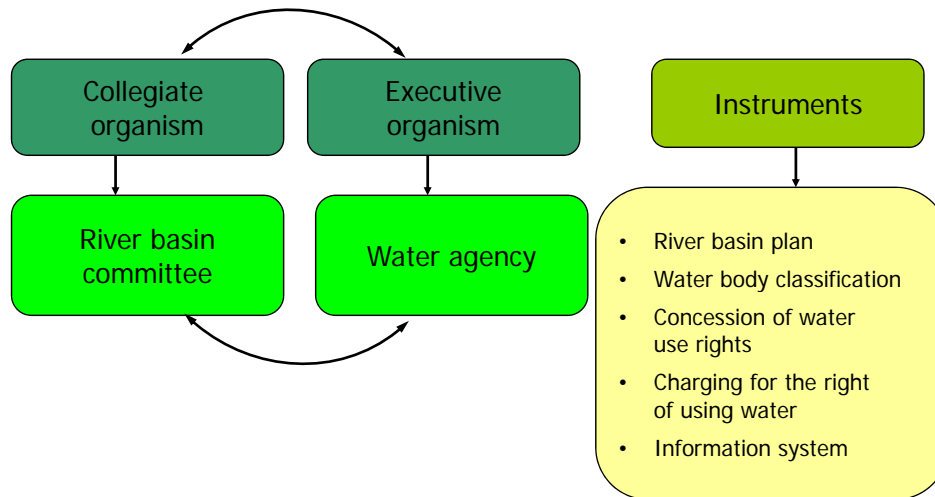 Collegiate
organism
Executive
organism
Instruments
River basin
committee
Water agency
• River basin plan
• Water body classification
• Concession of water
use rights
• Charging for the right
of using water
• Information system